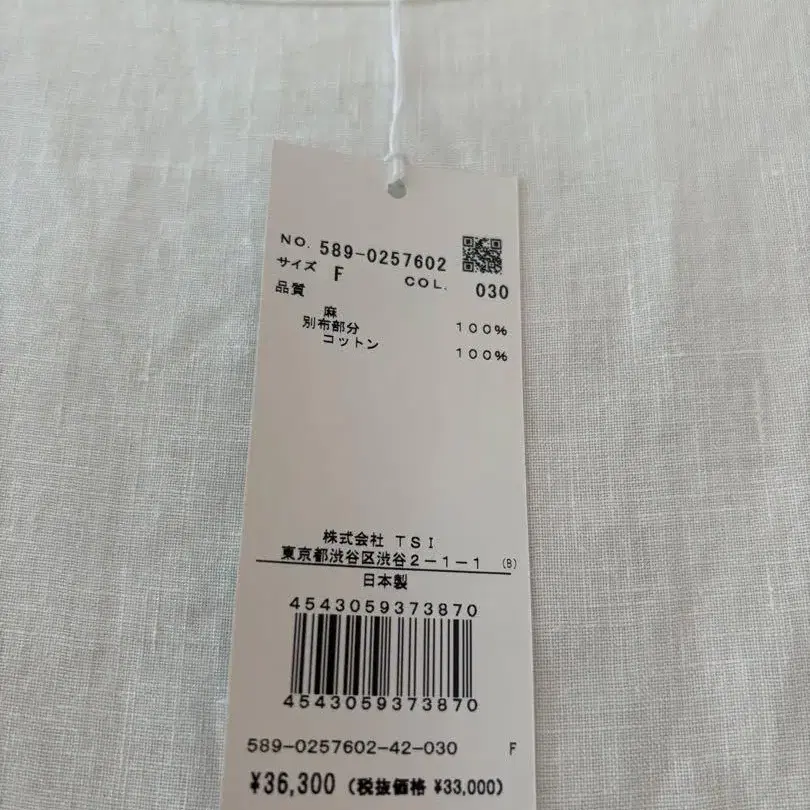 NO. 589-0257602
サイズ F COL. 030
品質
麻 100%
別布部分
コットン 100%
株式会社 TSI
東京都渋谷区渋谷2-1-1 (B)
日本製
4543059373870
4543059373870
589-0257602-42-030 F
¥36,300 (税抜価格 ¥33,000)